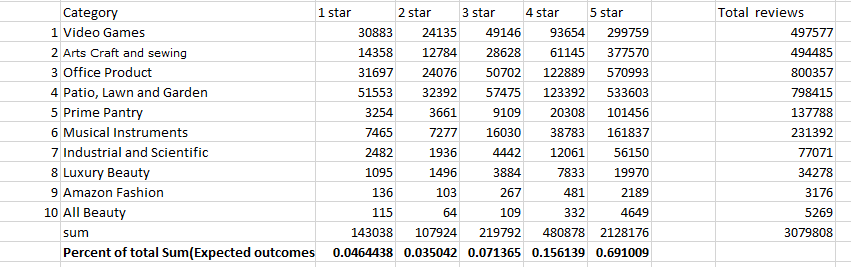 Category 1 star 2 star 3 star 4 star 5 star Total reviews
1 Video Games 30883 24135 49146 93654 299759 497577
2 Arts Craft and sewing 14358 12784 28628 61145 377570 494485
3 Office Product 31697 24076 50702 122889 570993 800357
4 Patio, Lawn and Garden 51553 32392 57475 123392 533603 798415
5 Prime Pantry 3254 3661 9109 20308 101456 137788
6 Musical Instruments 7465 7277 16030 38783 161837 231392
7 Industrial and Scientific 2482 1936 4442 12061 56150 77071
8 Luxury Beauty 1095 1496 3884 7833 19970 34278
9 Amazon Fashion 136 103 267 481 2189 3176
10 All Beauty 115 64 109 332 4649 5269
sum 143038 107924 219792 480878 2128176 3079808
Percent of total Sum(Expected outcomes 0.0464438 0.035042 0.071365 0.156139 0.691009